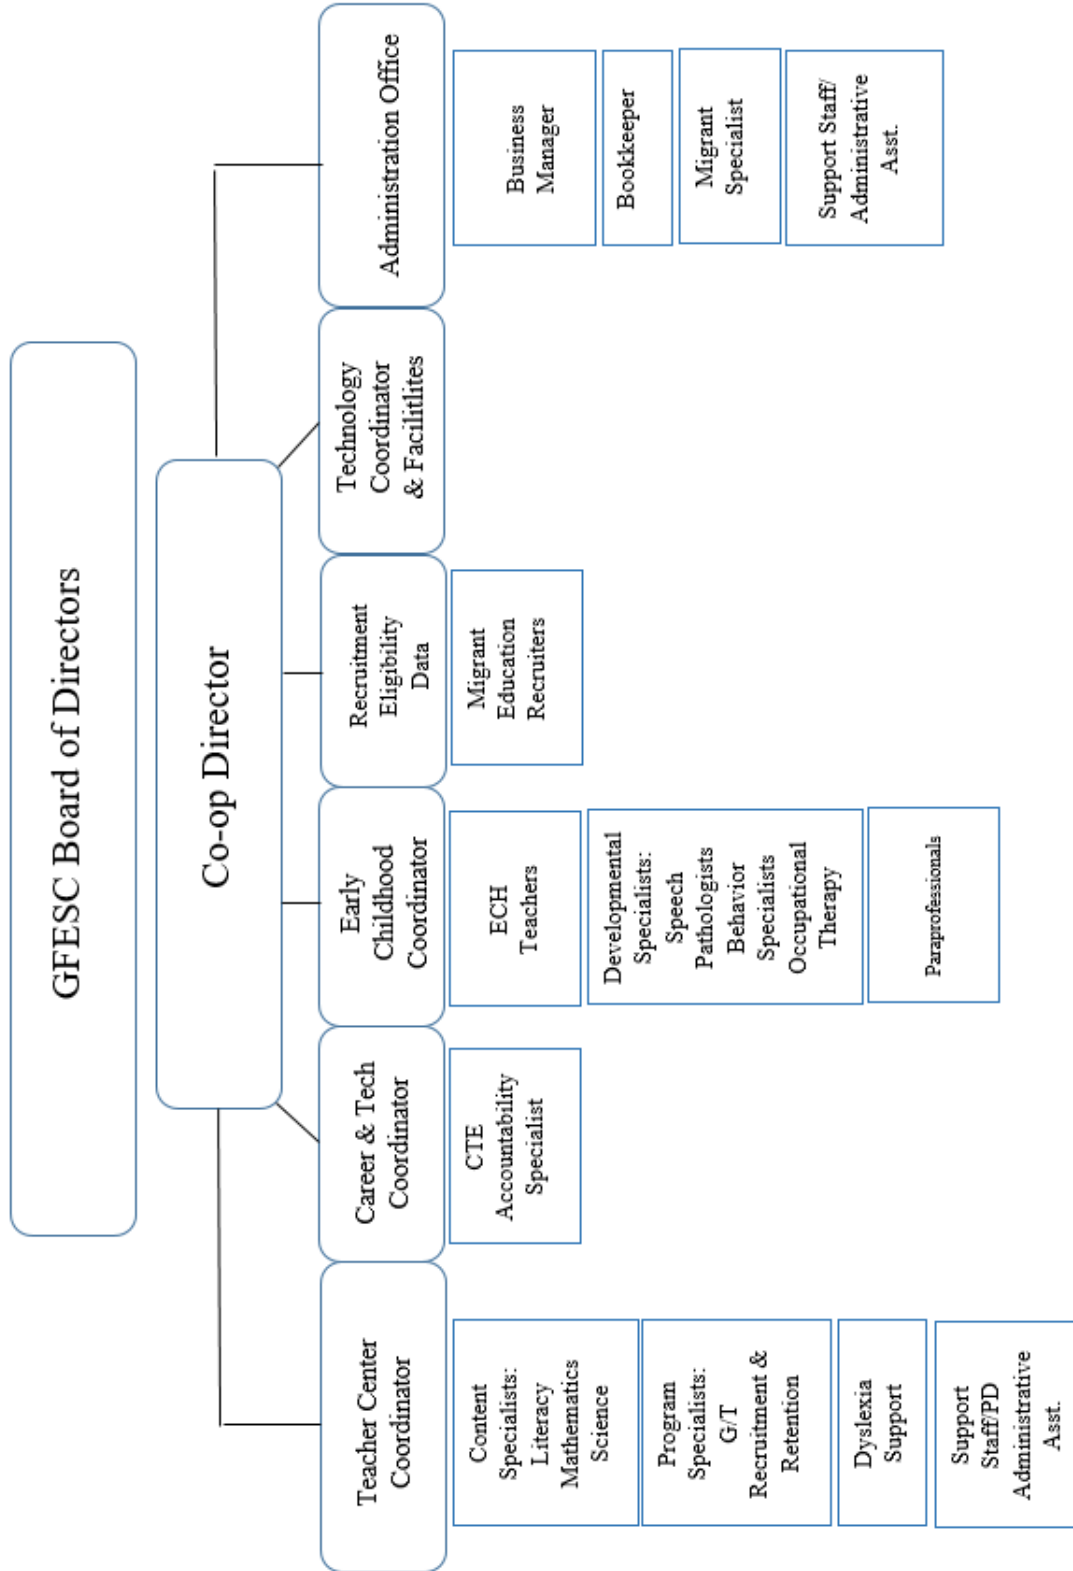 GFESC Board of Directors
Co-op Director
Teacher Center
Coordinator
Career & Tech
Coordinator
Early
Childhood
Coordinator
Recruitment
Eligibility
Data
Technology
Coordinator
& Facilitlites
Administration Office
Content
Specialists:
Literacy
Mathematics
Science
Program
Specialists:
G/T
Recruitment &
Retention
Dyslexia
Support
Support
Staff/PD
Administrative
Asst.
CTE
Accountability
Specialist
ECH
Teachers
Developmental
Specialists:
Speech
Pathologists
Behavior
Specialists
Occupational
Therapy
Paraprofessionals
Migrant
Education
Recruiters
Business
Manager
Bookkeeper
Migrant
Specialist
Support Staff/
Administrative
Asst.